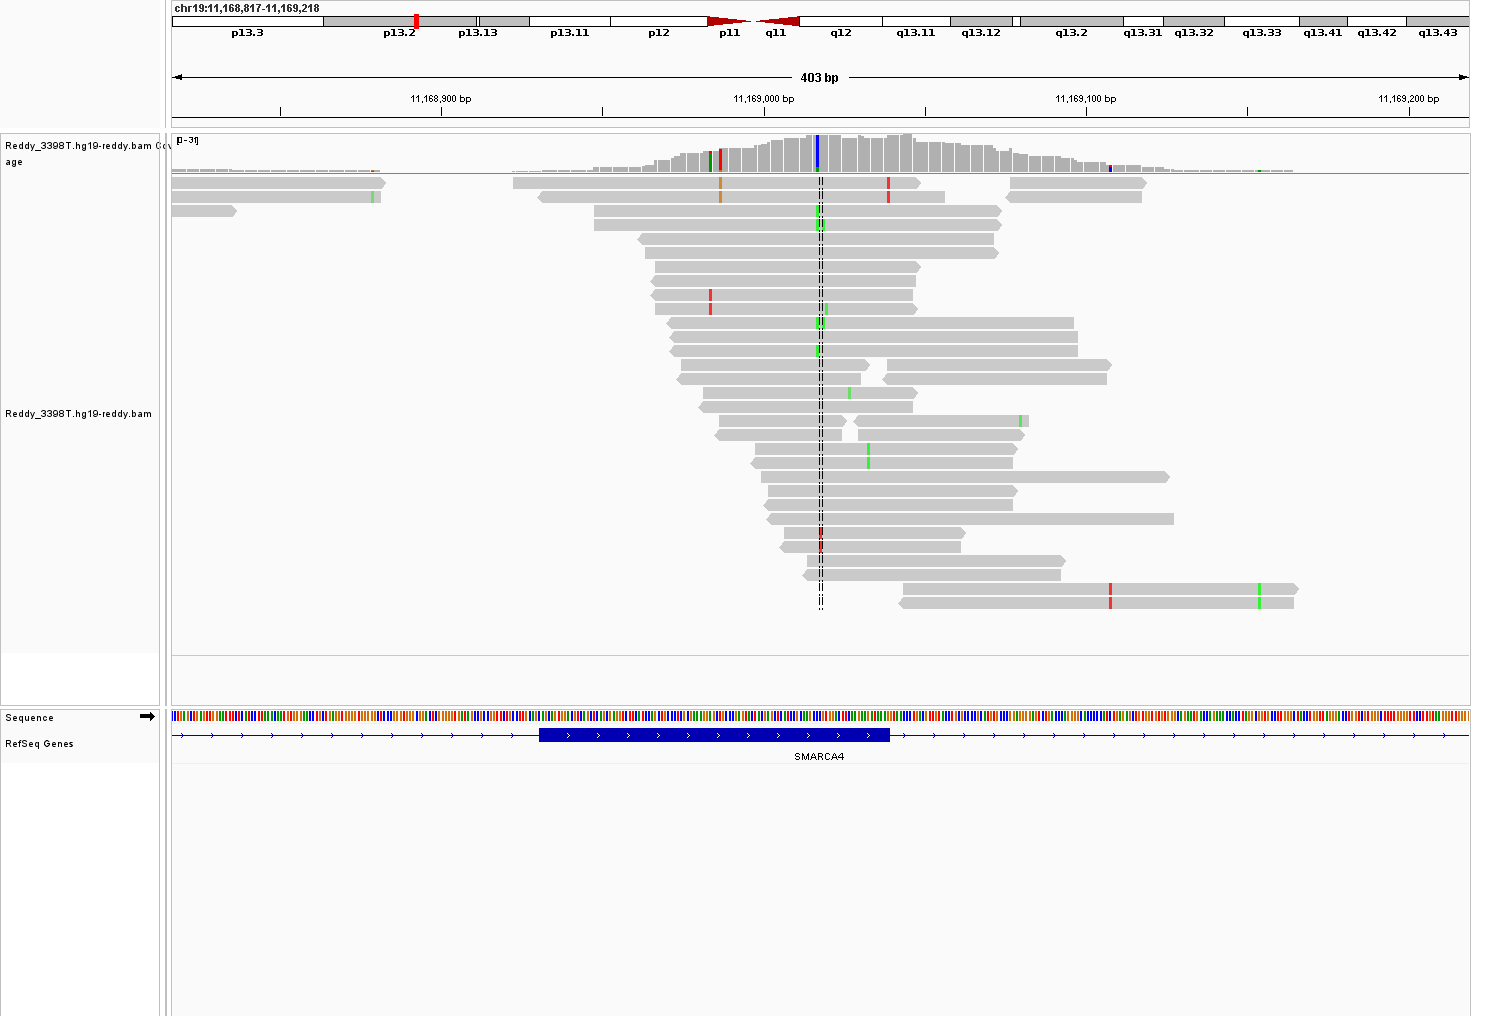 chr19:11,168,817-11,169,218
p13.3 p13.2 p13.13 p13.11 p12 p11 q11 q12 q13.11 q13.12 q13.2 q13.31 q13.32 q13.33 q13.41 q13.42 q13.43
403 bp
11,168,900 bp 11,169,000 bp 11,169,100 bp 11,169,200 bp
[0-31]
Reddy_3398T.hg19-reddy.bam Cov
age
Reddy_3398T.hg19-reddy.bam
Sequence
RefSeq Genes
SMARCA4